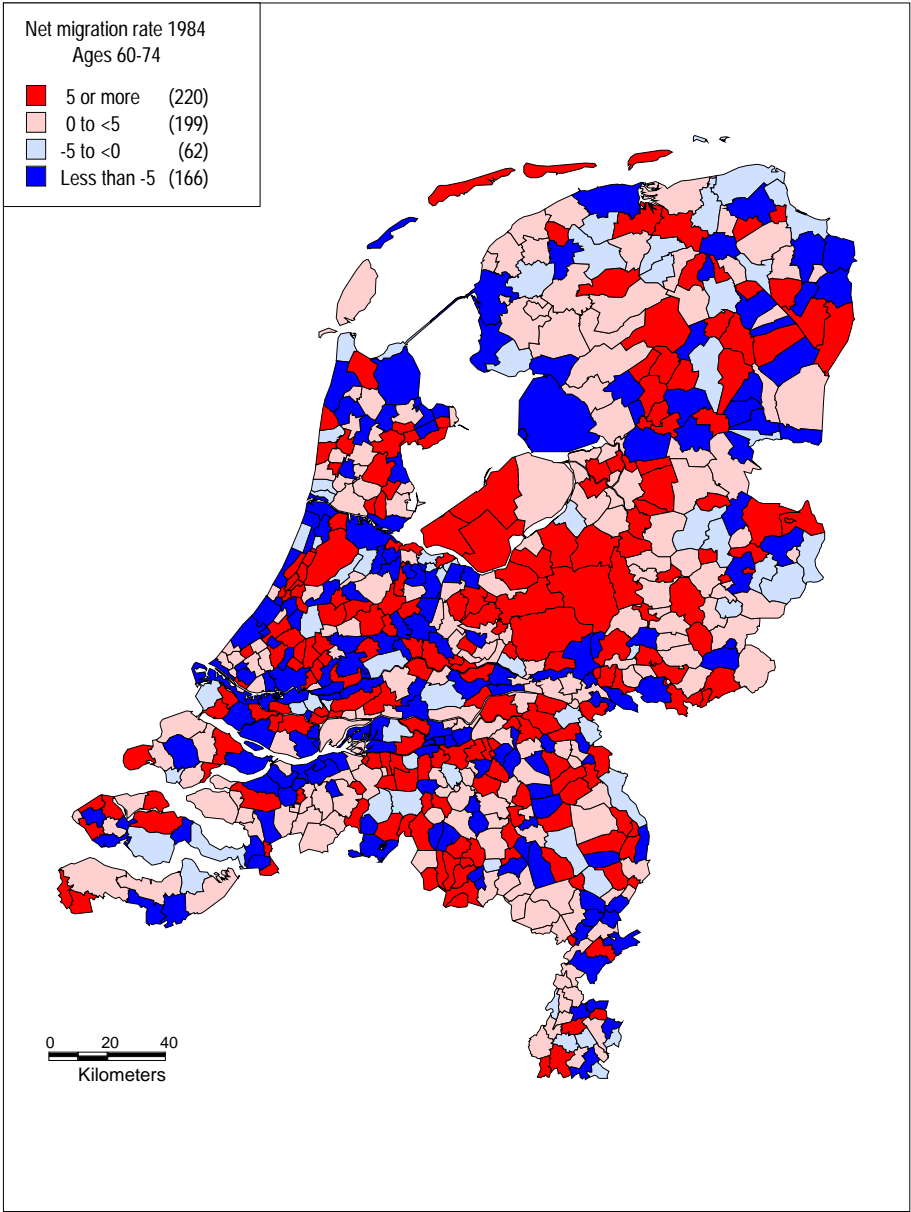 Net migration rate 1984
Ages 60-74
5 or more (220)
0 to <5 (199)
-5 to <0 (62)
Less than -5 (166)
0 20 40
Kilometers